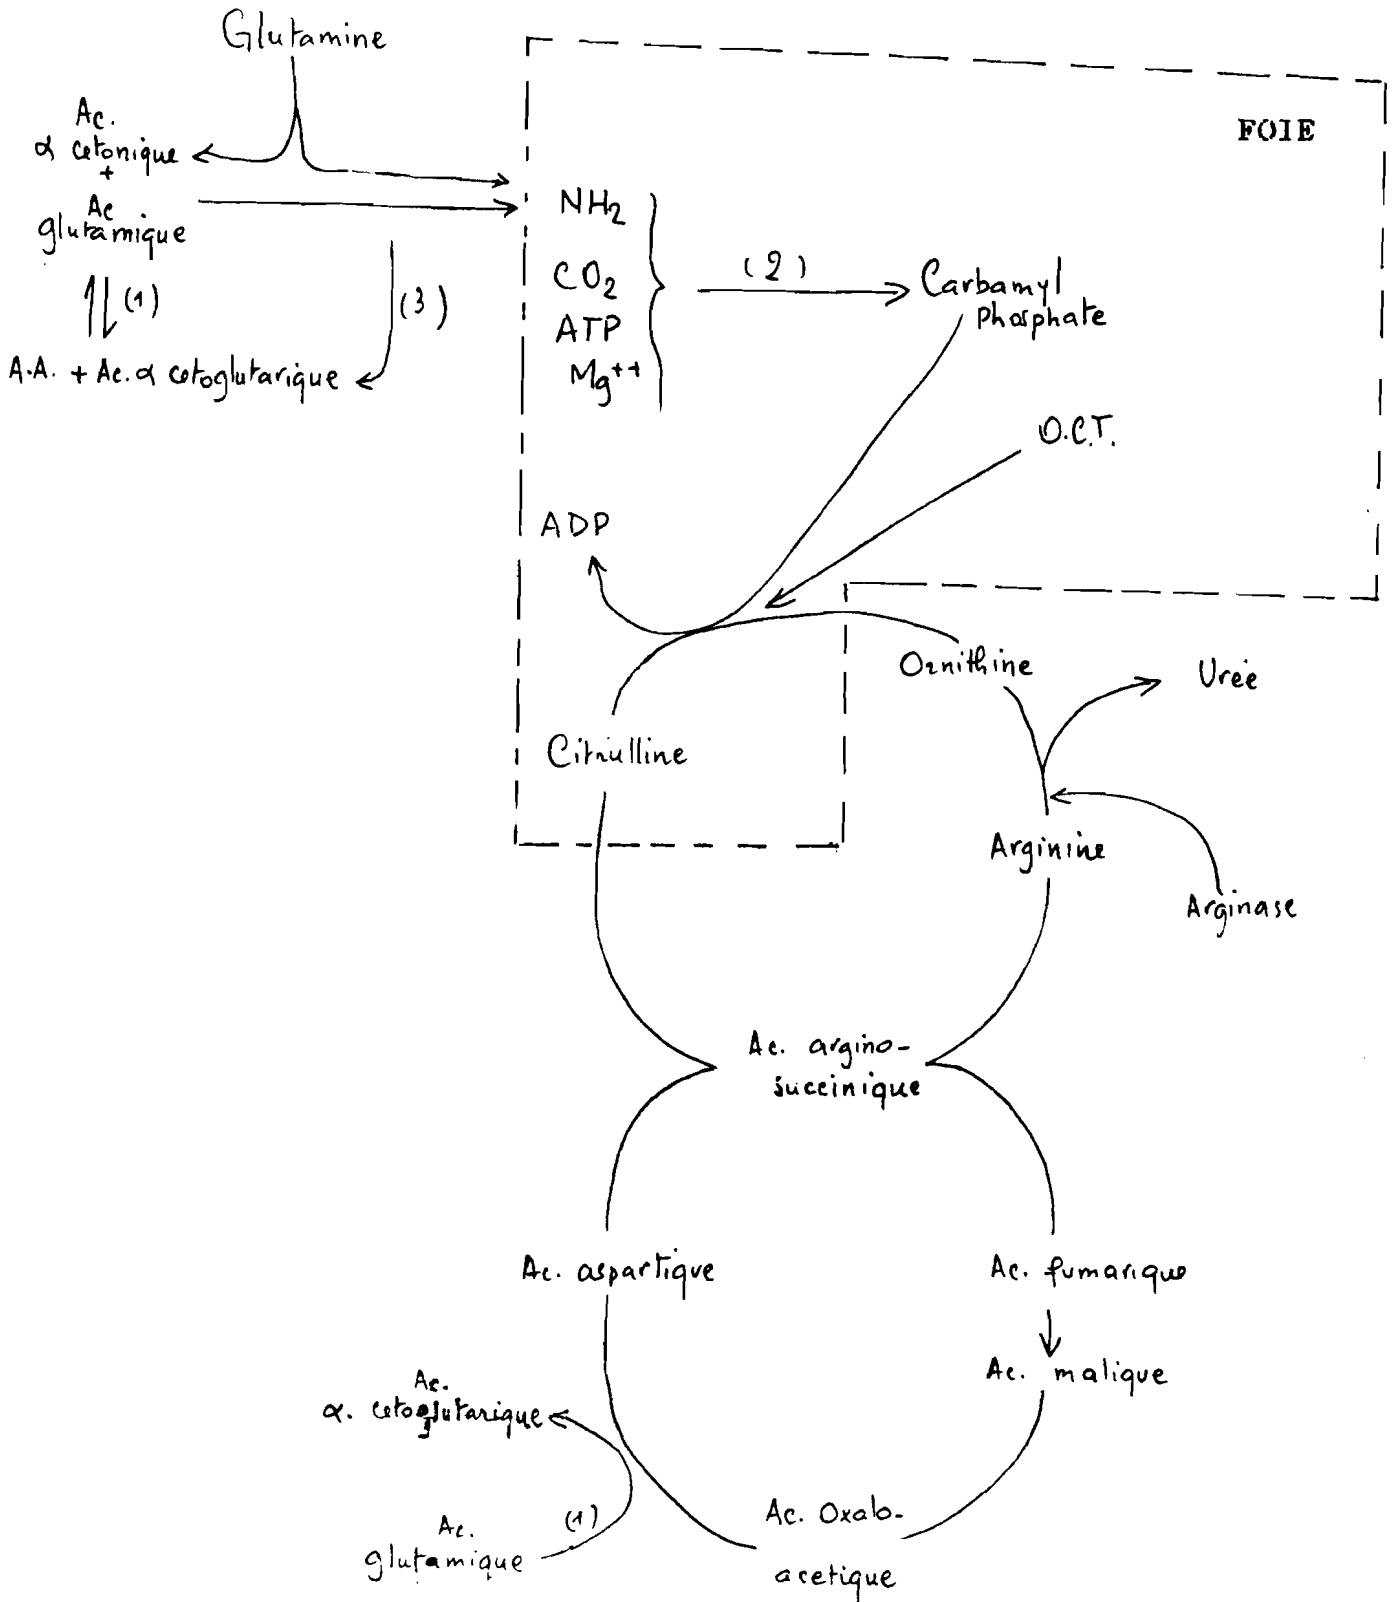 Glutamine
FOIE
Ac.
α cetonique
+
Ac
glutamique
(1)
(3)
A.A. + Ac. α cetoglutarique
NH2
CO2
ATP
Mg++
(2)
Carbamyl
Phosphate
O.C.T.
ADP
Ornithine
Urée
Citrulline
Arginine
Arginase
Ac. argino-
succinique
Ac. aspartique
Ac. fumarique
Ac. malique
Ac.
α. cetoglutarique
Ac.
glutamique
(1)
Ac. Oxalo-
acetique